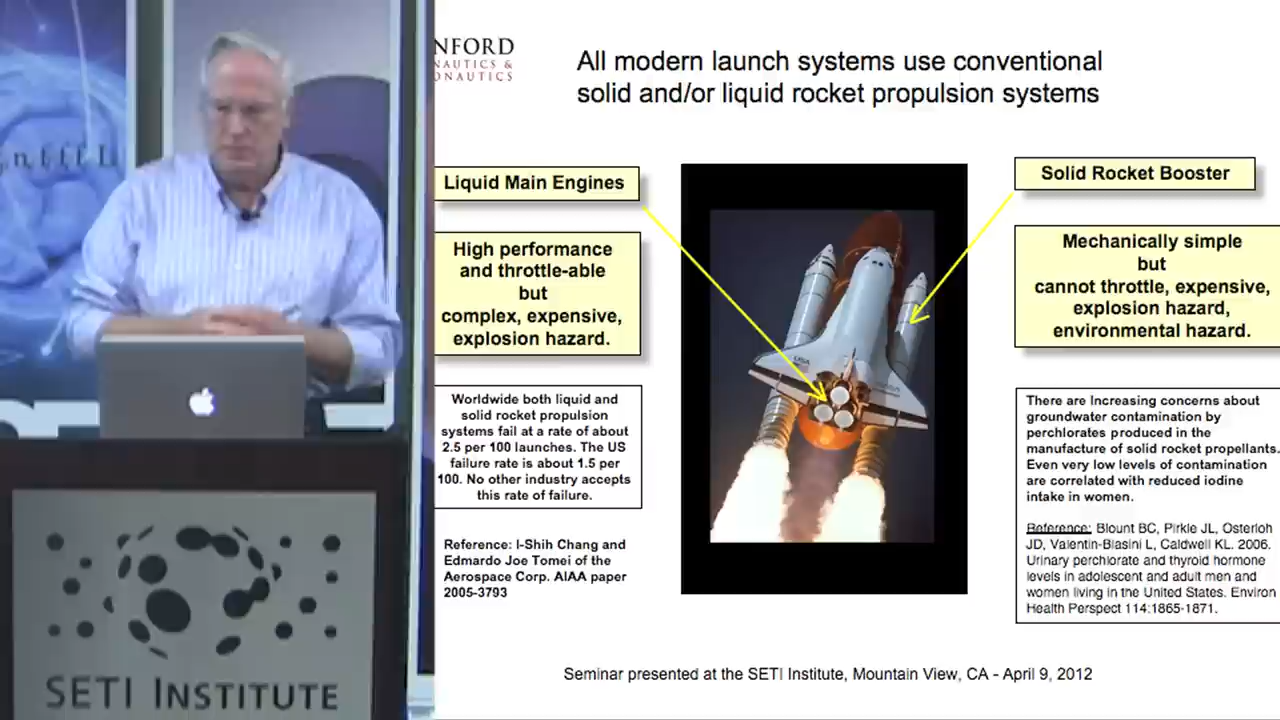 NFORD
NAUTICS &
ONAUTICS
All modern launch systems use conventional
solid and/or liquid rocket propulsion systems
Liquid Main Engines
High performance
and throttle-able
but
complex, expensive,
explosion hazard.
Worldwide both liquid and
solid rocket propulsion
systems fail at a rate of about
2.5 per 100 launches. The US
failure rate is about 1.5 per
100. No other industry accepts
this rate of failure.
Reference: I-Shih Chang and
Edmardo Joe Tomei of the
Aerospace Corp. AIAA paper
2005-3793
USA
Solid Rocket Booster
Mechanically simple
but
cannot throttle, expensive,
explosion hazard,
environmental hazard.
There are increasing concerns about
groundwater contamination by
perchlorates produced in the
manufacture of solid rocket propellants.
Even very low levels of contamination
are correlated with reduced iodine
intake in women.
Reference: Blount BC, Pirkle JL, Osterloh
JD, Valentin-Blasini L, Caldwell KL. 2006.
Urinary perchlorate and thyroid hormone
levels in adolescent and adult men and
women living in the United States. Environ
Health Perspect 114:1865-1871.
Seminar presented at the SETI Institute, Mountain View, CA - April 9, 2012
SETI INSTITUTE